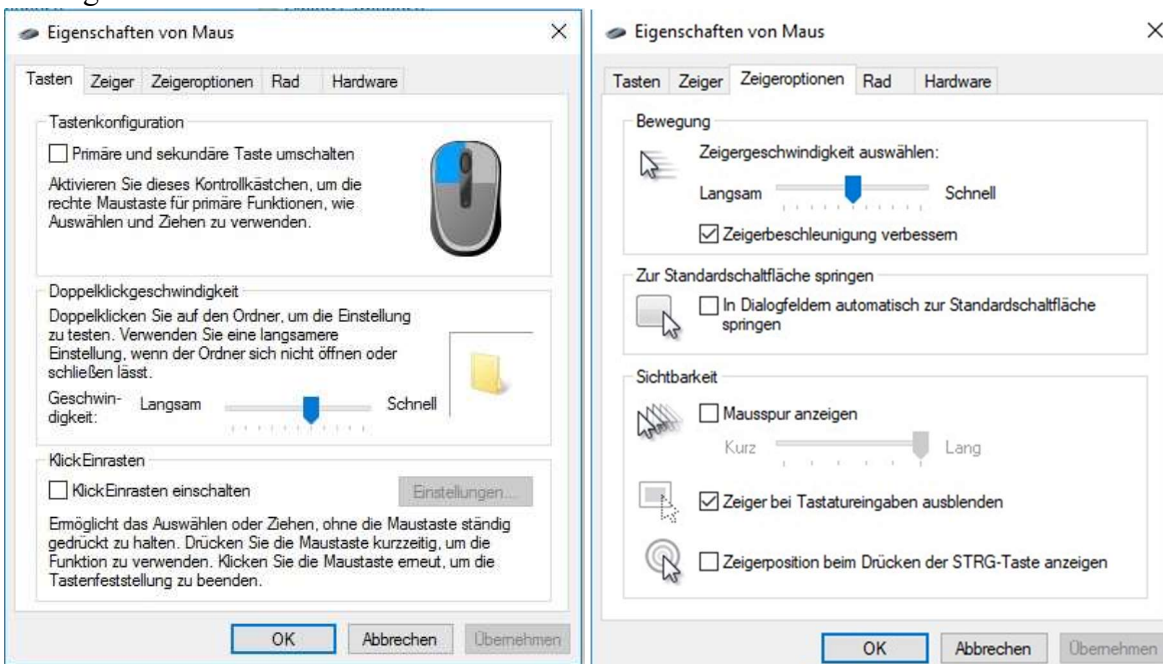 Eigenschaften von Maus
Tasten Zeiger Zeigeroptionen Rad Hardware
Tastenkonfiguration
Primäre und sekundäre Taste umschalten
Aktivieren Sie dieses Kontrollkästchen, um die
rechte Maustaste für primäre Funktionen, wie
Auswählen und Ziehen zu verwenden.
Doppelklickgeschwindigkeit
Doppelklicken Sie auf den Ordner, um die Einstellung
zu testen. Verwenden Sie eine langsamere
Einstellung, wenn der Ordner sich nicht öffnen oder
schließen lässt.
Geschwin-
digkeit:
Langsam Schnell
KlickEinrasten
KlickEinrasten einschalten
Einstellungen...
Ermöglicht das Auswählen oder Ziehen, ohne die Maustaste ständig
gedrückt zu halten. Drücken Sie die Maustaste kurzzeitig, um die
Funktion zu verwenden. Klicken Sie die Maustaste erneut, um die
Tastenfeststellung zu beenden.
OK Abbrechen Übernehmen
Eigenschaften von Maus
Tasten Zeiger Zeigeroptionen Rad Hardware
Bewegung
Zeigergeschwindigkeit auswählen:
Langsam Schnell
Zeigerbeschleunigung verbessern
Zur Standardschaltfläche springen
In Dialogfeldern automatisch zur Standardschaltfläche
springen
Sichtbarkeit
Mausspur anzeigen
Kurz Lang
Zeiger bei Tastatureingaben ausblenden
Zeigerposition beim Drücken der STRG-Taste anzeigen
OK Abbrechen Übernehmen